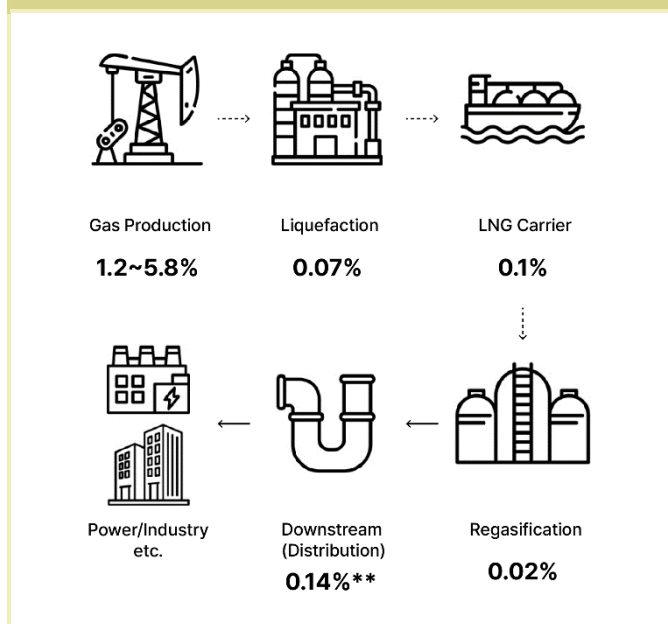 Gas Production
1.2~5.8%
Liquefaction
0.07%
LNG Carrier
0.1%
Power/Industry
etc.
Downstream
(Distribution)
0.14%**
Regasification
0.02%